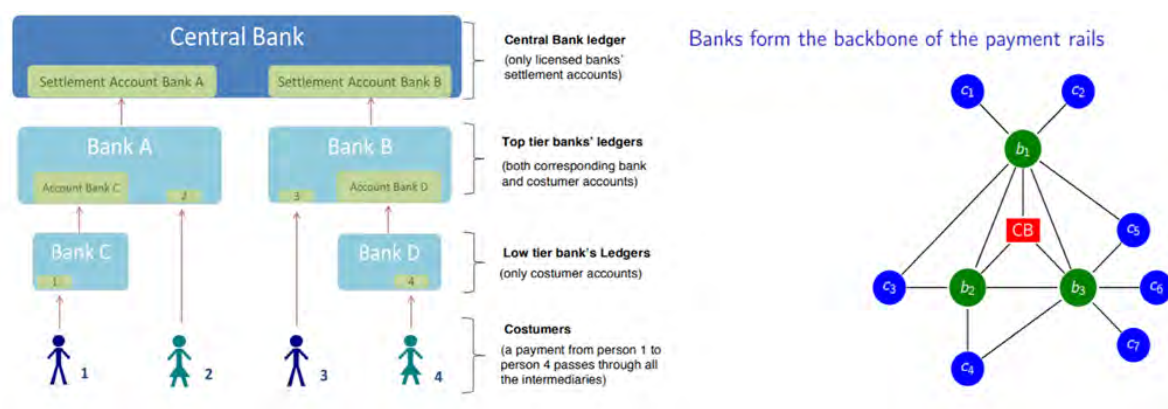 Central Bank
Settlement Account Bank A
Settlement Account Bank B
Central Bank ledger
(only licensed banks'
settlement accounts)
Bank A
Account Bank C
2
Bank B
3
Account Bank D
Top tier banks' ledgers
(both corresponding bank
and costumer accounts)
Bank C
1
Bank D
4
Low tier bank's Ledgers
(only costumer accounts)
1
2
3
4
Costumers
(a payment from person 1 to
person 4 passes through all
the intermediaries)
Banks form the backbone of the payment rails
c1
c2
b1
CB
c5
c3
b2
b3
c6
c7
c4